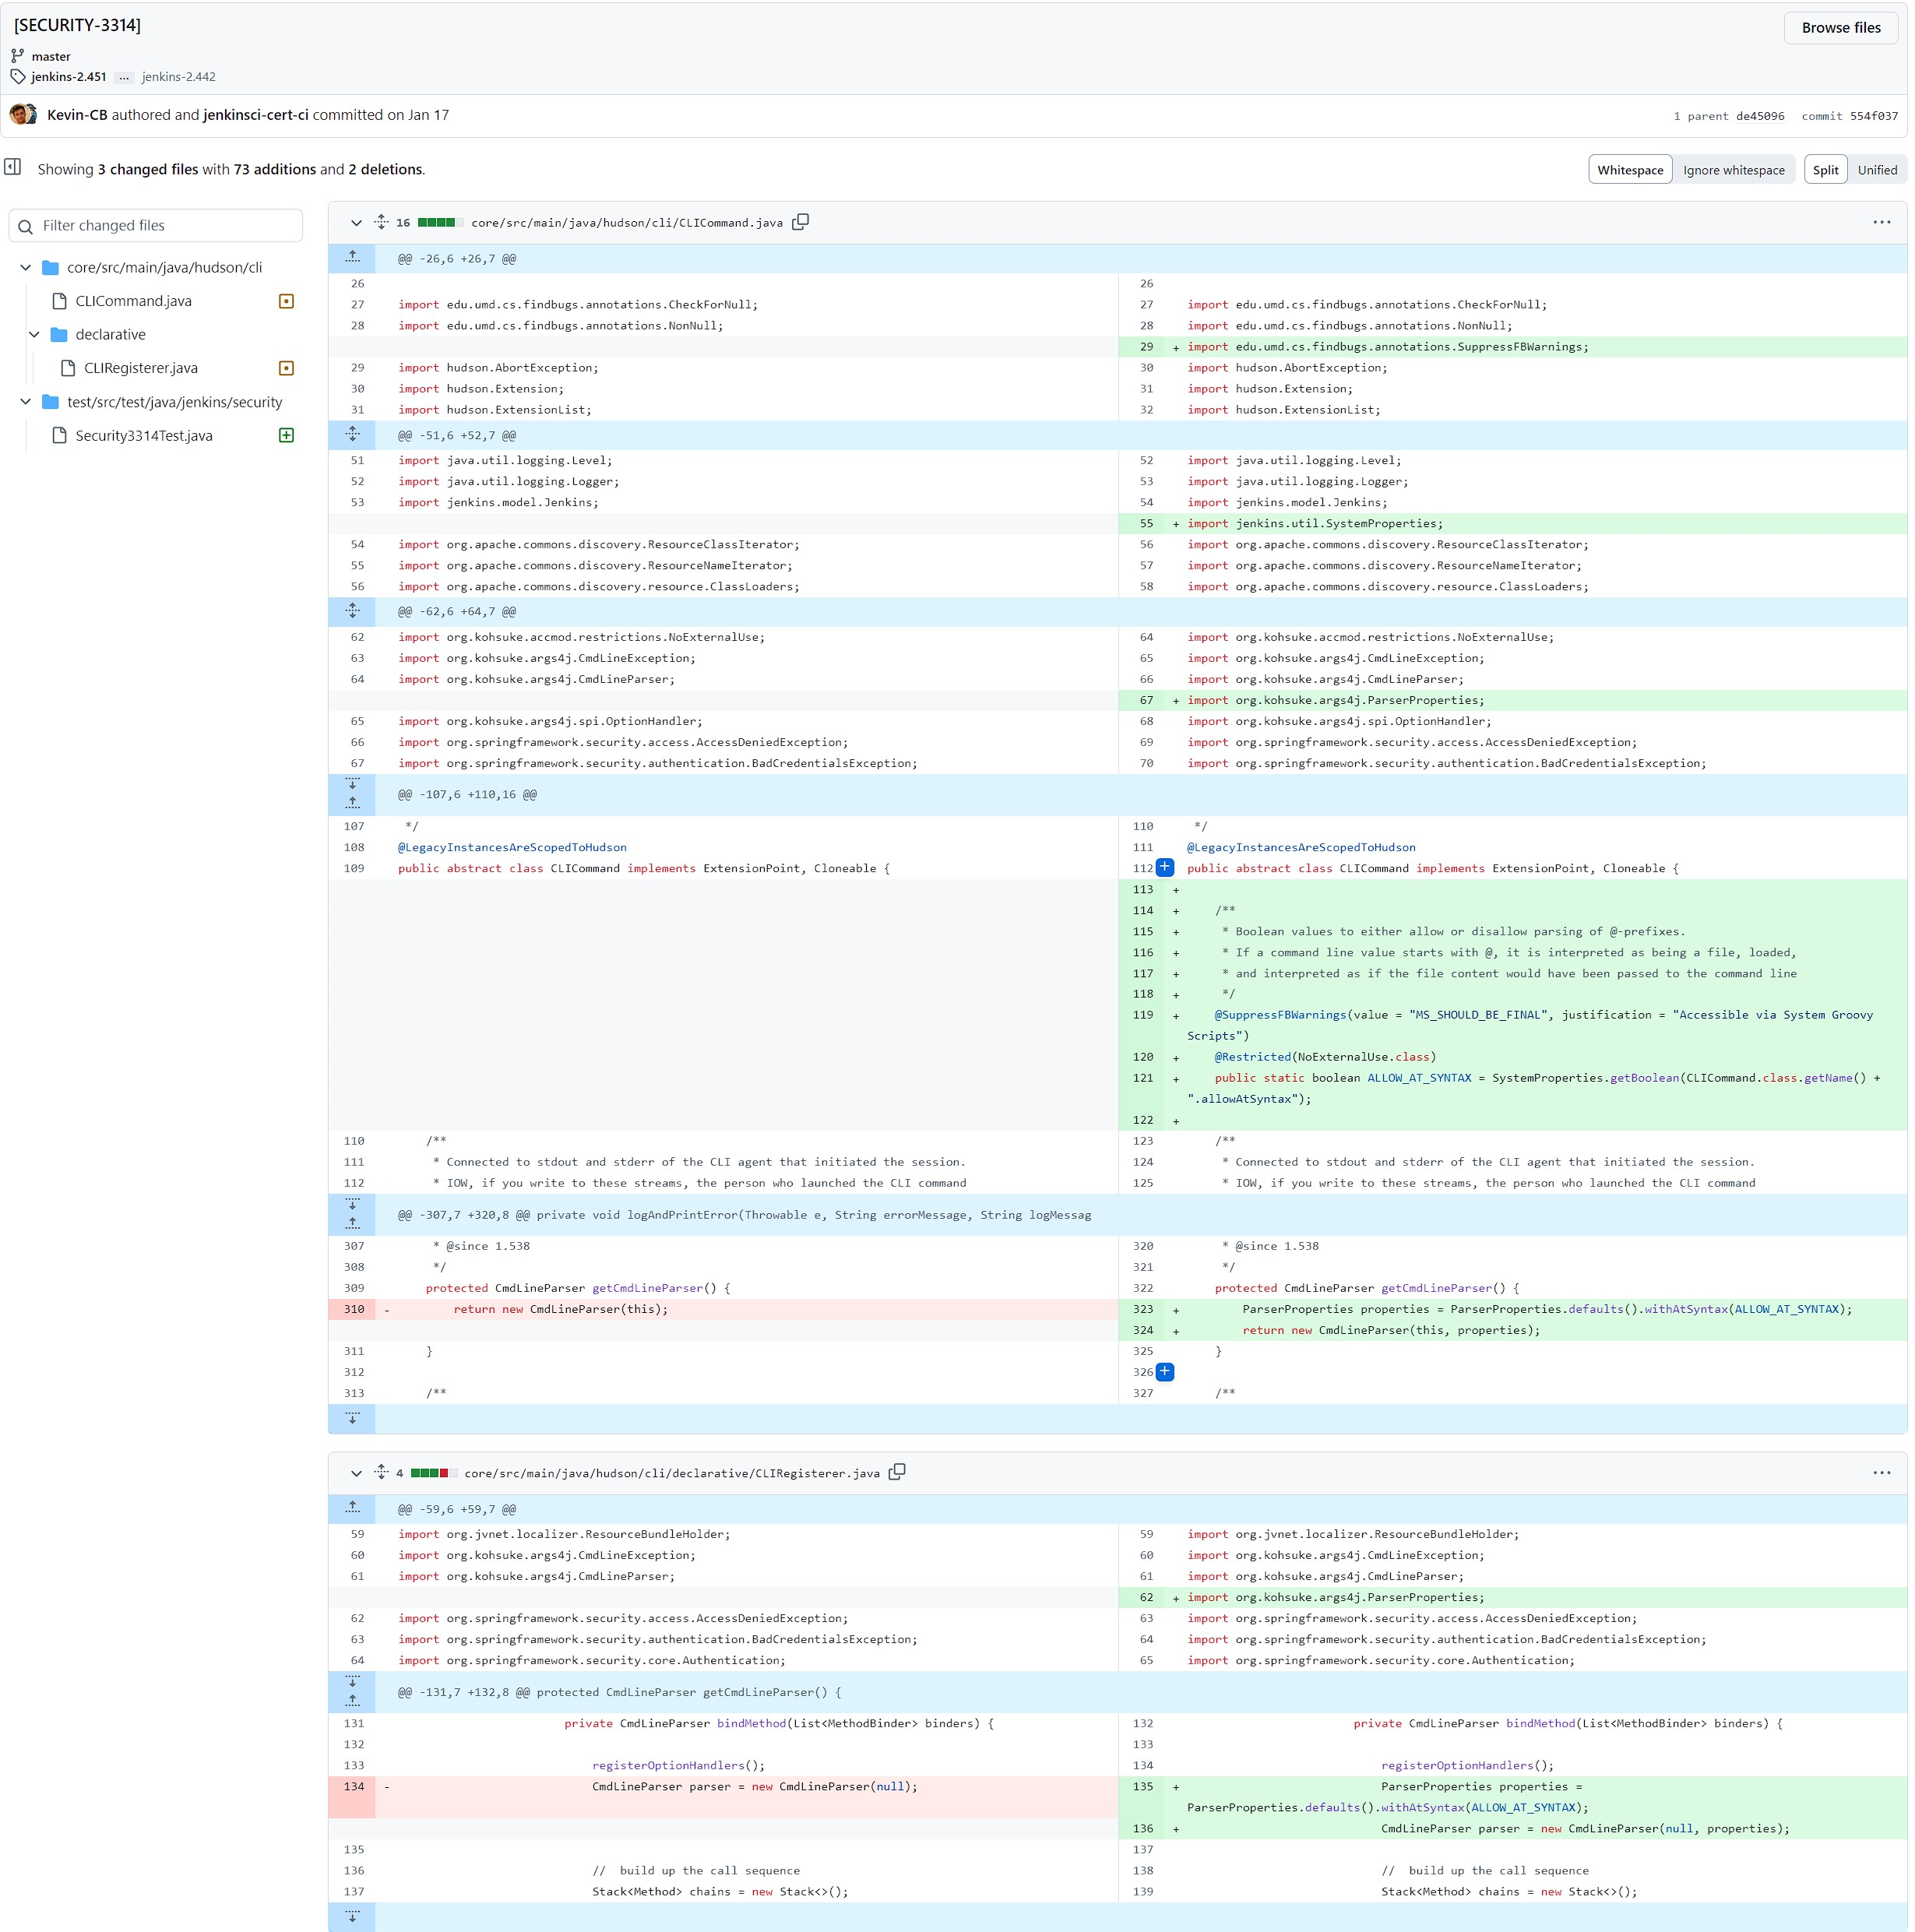 [SECURITY-3314]
Browse files
master
jenkins-2.451 … jenkins-2.442
Kevin-CB authored and jenkinsci-cert-ci committed on Jan 17
1 parent de45096 commit 554f037
Showing 3 changed files with 73 additions and 2 deletions.
Whitespace Ignore whitespace Split Unified
Filter changed files
core/src/main/java/hudson/cli
CLICommand.java
declarative
CLIRegisterer.java
test/src/test/java/jenkins/security
Security3314Test.java
16 core/src/main/java/hudson/cli/CLICommand.java
@@ -26,6 +26,7 @@
26 26
27 import edu.umd.cs.findbugs.annotations.CheckForNull; 27 import edu.umd.cs.findbugs.annotations.CheckForNull;
28 import edu.umd.cs.findbugs.annotations.NonNull; 28 import edu.umd.cs.findbugs.annotations.NonNull;
29 + import edu.umd.cs.findbugs.annotations.SuppressFBWarnings;
29 import hudson.AbortException; 30 import hudson.AbortException;
30 import hudson.Extension; 31 import hudson.Extension;
31 import hudson.ExtensionList; 32 import hudson.ExtensionList;
@@ -51,6 +52,7 @@
51 import java.util.logging.Level; 52 import java.util.logging.Level;
52 import java.util.logging.Logger; 53 import java.util.logging.Logger;
53 import jenkins.model.Jenkins; 54 import jenkins.model.Jenkins;
55 + import jenkins.util.SystemProperties;
54 import org.apache.commons.discovery.ResourceClassIterator; 56 import org.apache.commons.discovery.ResourceClassIterator;
55 import org.apache.commons.discovery.ResourceNameIterator; 57 import org.apache.commons.discovery.ResourceNameIterator;
56 import org.apache.commons.discovery.resource.ClassLoaders; 58 import org.apache.commons.discovery.resource.ClassLoaders;
@@ -62,6 +64,7 @@
62 import org.kohsuke.accmod.restrictions.NoExternalUse; 64 import org.kohsuke.accmod.restrictions.NoExternalUse;
63 import org.kohsuke.args4j.CmdLineException; 65 import org.kohsuke.args4j.CmdLineException;
64 import org.kohsuke.args4j.CmdLineParser; 66 import org.kohsuke.args4j.CmdLineParser;
67 + import org.kohsuke.args4j.ParserProperties;
65 import org.kohsuke.args4j.spi.OptionHandler; 68 import org.kohsuke.args4j.spi.OptionHandler;
66 import org.springframework.security.access.AccessDeniedException; 69 import org.springframework.security.access.AccessDeniedException;
67 import org.springframework.security.authentication.BadCredentialsException; 70 import org.springframework.security.authentication.BadCredentialsException;
@@ -107,6 +110,16 @@
107 */ 110 */
108 @LegacyInstancesAreScopedToHudson 111 @LegacyInstancesAreScopedToHudson
109 public abstract class CLICommand implements ExtensionPoint, Cloneable { 112 + public abstract class CLICommand implements ExtensionPoint, Cloneable {
113 +
114 + /**
115 + * Boolean values to either allow or disallow parsing of @-prefixes.
116 + * If a command line value starts with @, it is interpreted as being a file, loaded,
117 + * and interpreted as if the file content would have been passed to the command line
118 + */
119 + @SuppressFBWarnings(value = "MS_SHOULD_BE_FINAL", justification = "Accessible via System Groovy
Scripts")
120 + @Restricted(NoExternalUse.class)
121 + public static boolean ALLOW_AT_SYNTAX = SystemProperties.getBoolean(CLICommand.class.getName() +
".allowAtSyntax");
122 +
110 /** 123 /**
111 * Connected to stdout and stderr of the CLI agent that initiated the session. 124 * Connected to stdout and stderr of the CLI agent that initiated the session.
112 * IOW, if you write to these streams, the person who launched the CLI command 125 * IOW, if you write to these streams, the person who launched the CLI command
@@ -307,7 +320,8 @@ private void logAndPrintError(Throwable e, String errorMessage, String logMessag
307 * @since 1.538 320 * @since 1.538
308 */ 321 */
309 protected CmdLineParser getCmdLineParser() { 322 protected CmdLineParser getCmdLineParser() {
310 - return new CmdLineParser(this); 323 + ParserProperties properties = ParserProperties.defaults().withAtSyntax(ALLOW_AT_SYNTAX);
324 + return new CmdLineParser(this, properties);
311 } 325 }
312 326 +
313 /** 327 /**
4 core/src/main/java/hudson/cli/declarative/CLIRegisterer.java
@@ -59,6 +59,7 @@
59 import org.jvnet.localizer.ResourceBundleHolder; 59 import org.jvnet.localizer.ResourceBundleHolder;
60 import org.kohsuke.args4j.CmdLineException; 60 import org.kohsuke.args4j.CmdLineException;
61 import org.kohsuke.args4j.CmdLineParser; 61 import org.kohsuke.args4j.CmdLineParser;
62 + import org.kohsuke.args4j.ParserProperties;
62 import org.springframework.security.access.AccessDeniedException; 63 import org.springframework.security.access.AccessDeniedException;
63 import org.springframework.security.authentication.BadCredentialsException; 64 import org.springframework.security.authentication.BadCredentialsException;
64 import org.springframework.security.core.Authentication; 65 import org.springframework.security.core.Authentication;
@@ -131,7 +132,8 @@ protected CmdLineParser getCmdLineParser() {
131 private CmdLineParser bindMethod(List<MethodBinder> binders) { 132 private CmdLineParser bindMethod(List<MethodBinder> binders) {
132 133
133 registerOptionHandlers(); 134 registerOptionHandlers();
134 - CmdLineParser parser = new CmdLineParser(null); 135 + ParserProperties properties =
ParserProperties.defaults().withAtSyntax(ALLOW_AT_SYNTAX);
136 + CmdLineParser parser = new CmdLineParser(null, properties);
135 137
136 // build up the call sequence 138 // build up the call sequence
137 Stack<Method> chains = new Stack<>(); 139 Stack<Method> chains = new Stack<>();